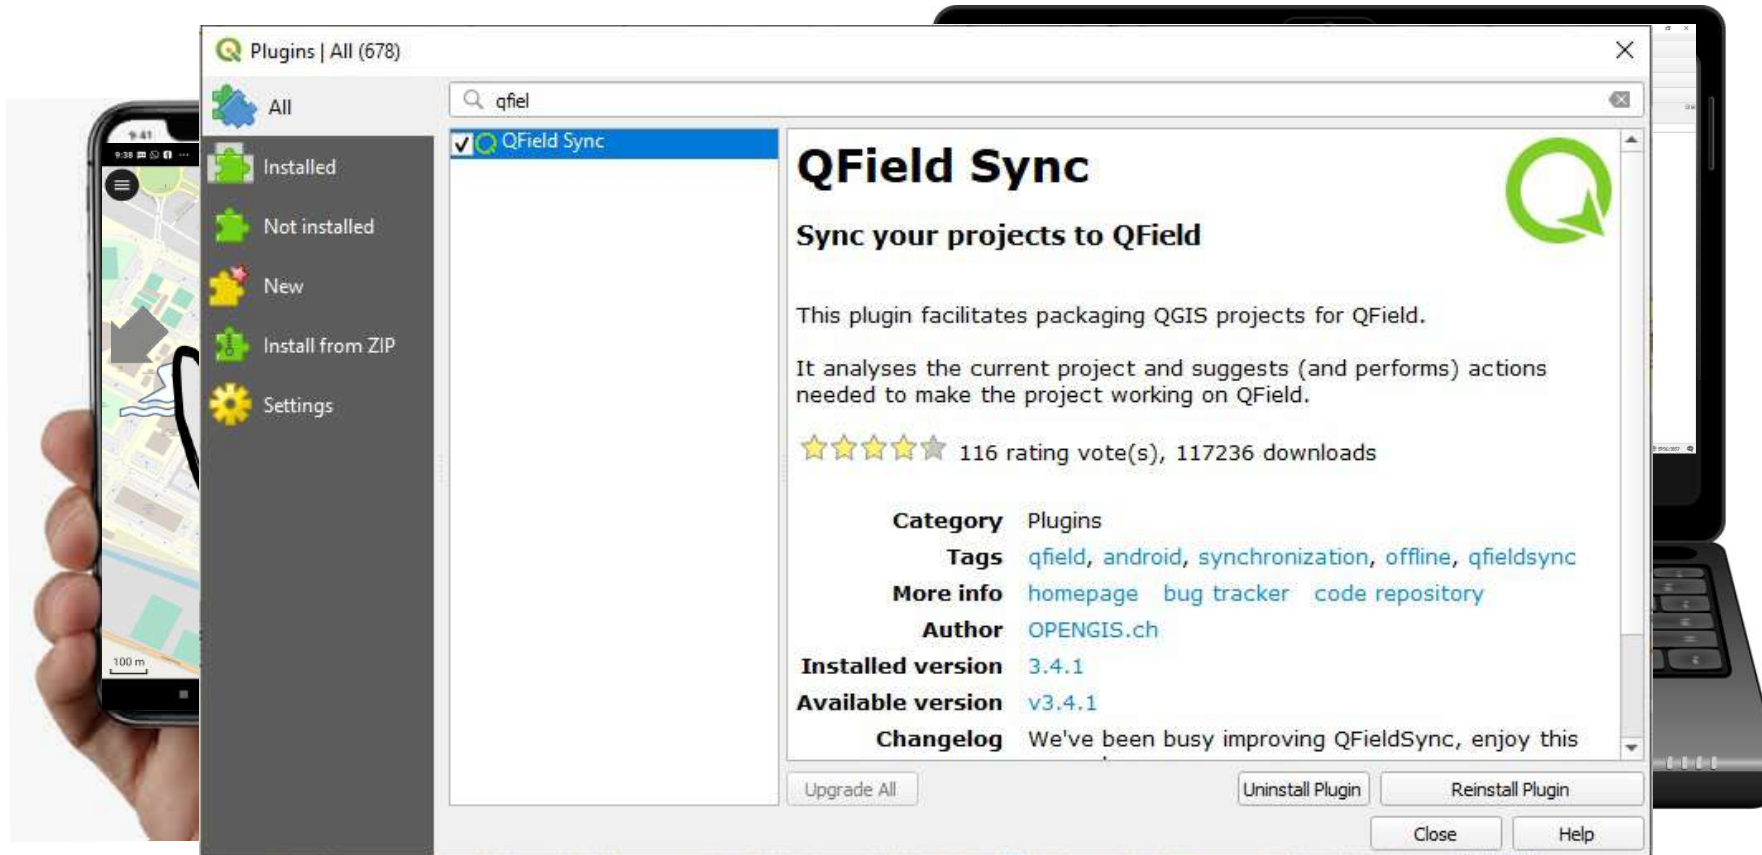 Plugins | All (678)
All
qfiel
Installed
Not installed
New
Install from ZIP
Settings
QField Sync
QField Sync
Sync your projects to QField
This plugin facilitates packaging QGIS projects for QField.
It analyses the current project and suggests (and performs) actions
needed to make the project working on QField.
116 rating vote(s), 117236 downloads
Category Plugins
Tags qfield, android, synchronization, offline, qfieldsync
More info homepage bug tracker code repository
Author OPENGIS.ch
Installed version 3.4.1
Available version v3.4.1
Changelog We've been busy improving QFieldSync, enjoy this
Upgrade All
Uninstall Plugin
Reinstall Plugin
Close
Help
9:41
9:38
100 m